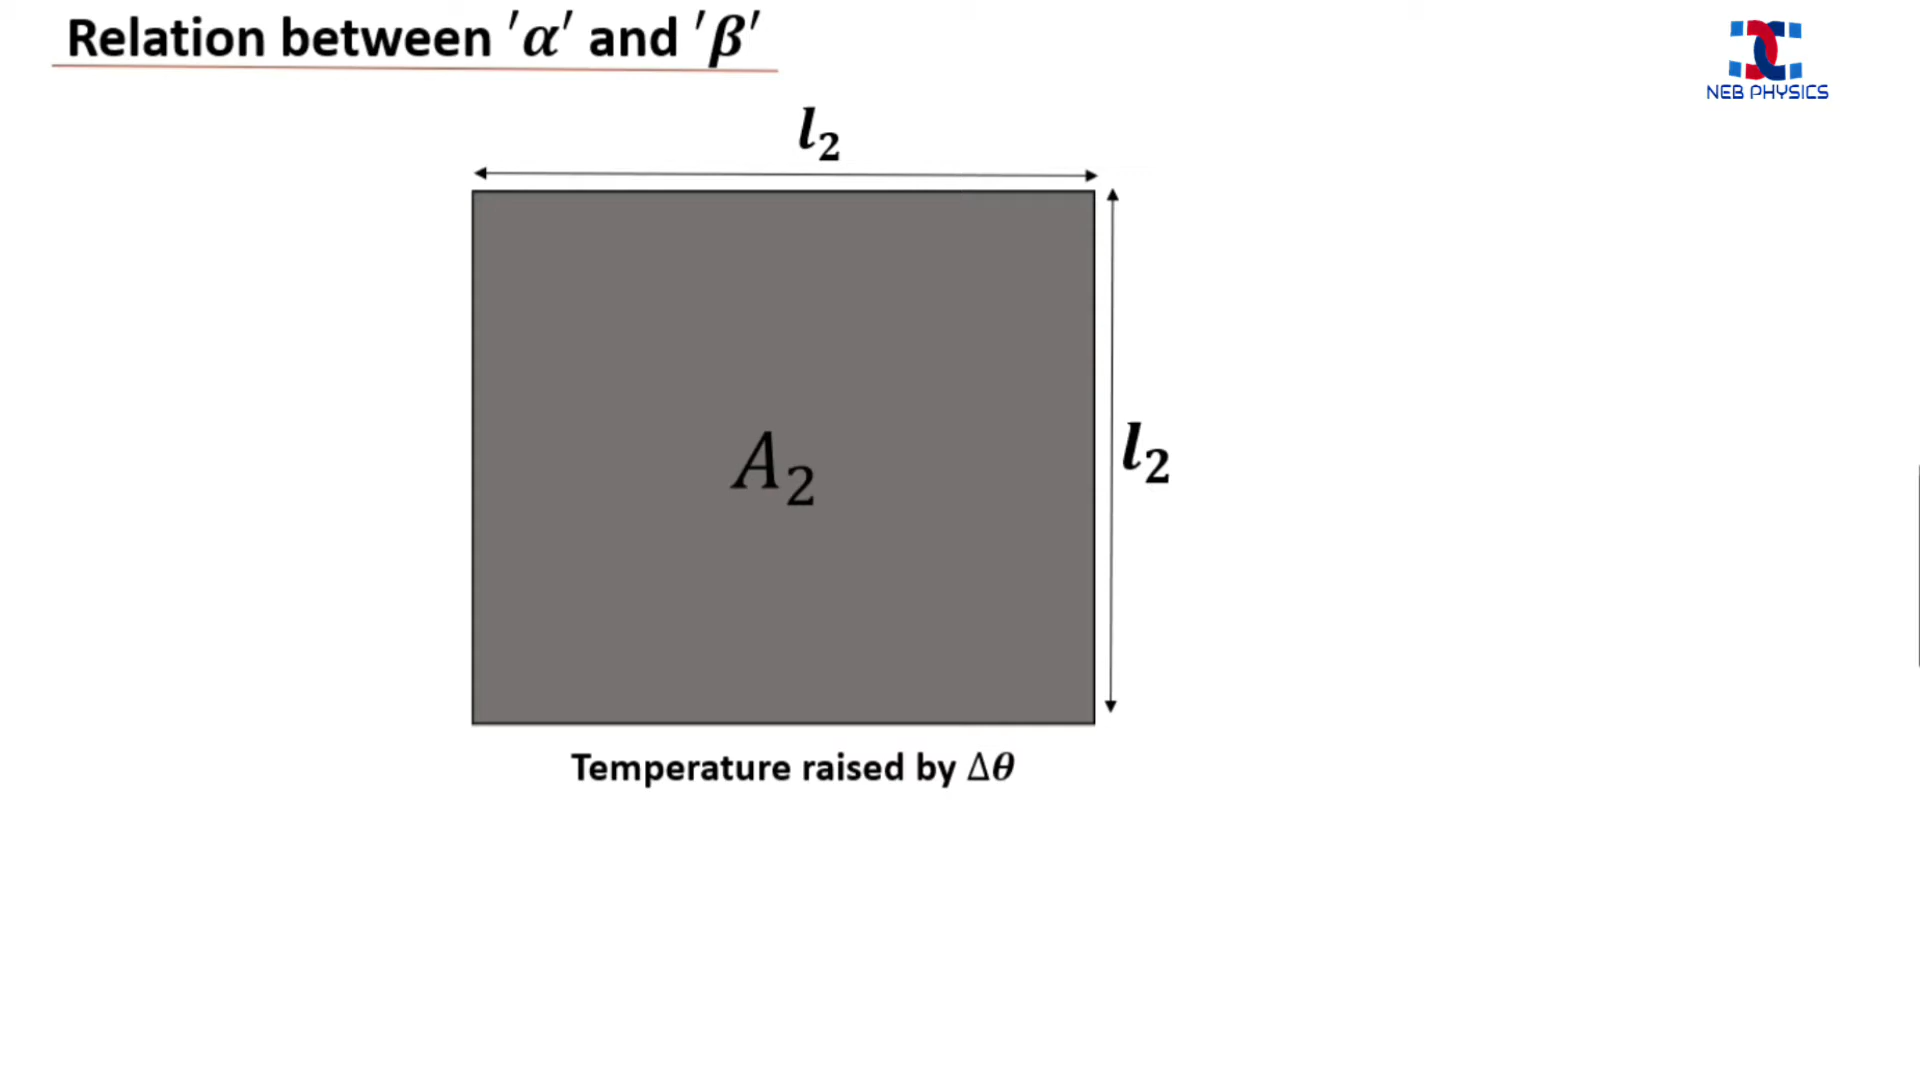 Relation between 'α' and 'β'
NEB PHYSICS
l₂
A₂
l₂
Temperature raised by Δθ